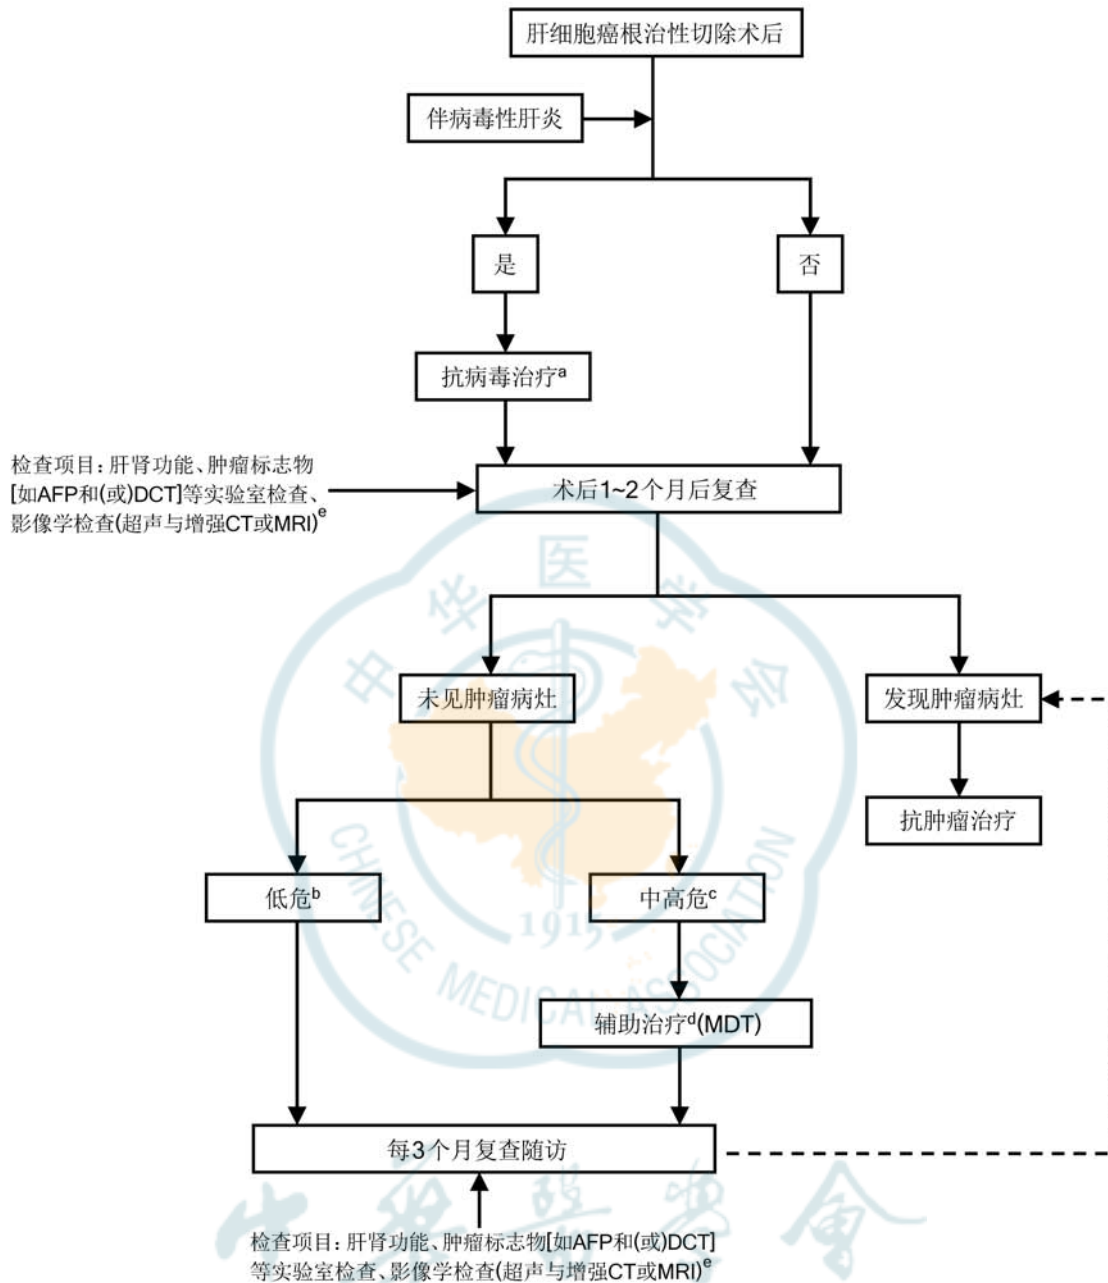 肝细胞癌根治性切除术后
伴病毒性肝炎
是
否
抗病毒治疗a
检查项目：肝肾功能、肿瘤标志物
[如AFP和(或)DCT]等实验室检查、
影像学检查(超声与增强CT或MRI)e
术后1~2个月后复查
未见肿瘤病灶
发现肿瘤病灶
抗肿瘤治疗
低危b
中高危c
辅助治疗d(MDT)
每3个月复查随访
检查项目：肝肾功能、肿瘤标志物[如AFP和(或)DCT]
等实验室检查、影像学检查(超声与增强CT或MRI)e
中华医学会
CHINESE MEDICAL ASSOCIATION
1915
中华醫學會